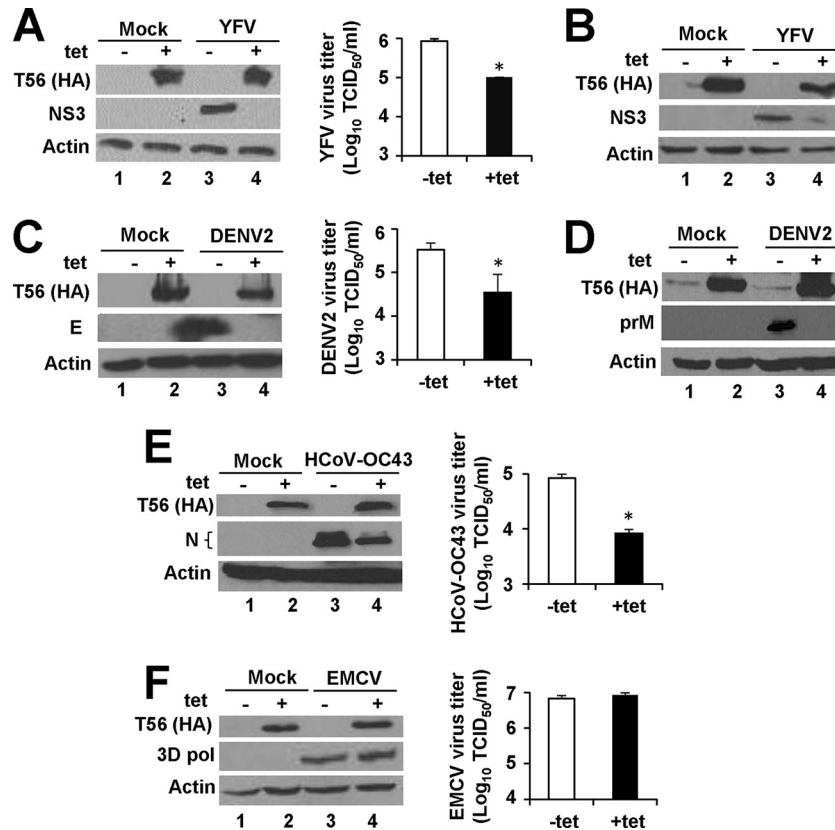 A
Mock YFV
tet - + - +
T56 (HA)
NS3
Actin
1 2 3 4
YFV virus titer
(Log10 TCID50/ml)
6
5
4
3
-tet +tet
*
B
Mock YFV
tet - + - +
T56 (HA)
NS3
Actin
1 2 3 4
C
Mock DENV2
tet - + - +
T56 (HA)
E
Actin
1 2 3 4
DENV2 virus titer
(Log10 TCID50/ml)
6
5
4
3
-tet +tet
*
D
Mock DENV2
tet - + - +
T56 (HA)
prM
Actin
1 2 3 4
E
Mock HCoV-OC43
tet - + - +
T56 (HA)
N {
Actin
1 2 3 4
HCoV-OC43 virus titer
(Log10 TCID50/ml)
5
4
3
-tet +tet
*
F
Mock EMCV
tet - + - +
T56 (HA)
3D pol
Actin
1 2 3 4
EMCV virus titer
(Log10 TCID50/ml)
7
6
5
4
-tet +tet